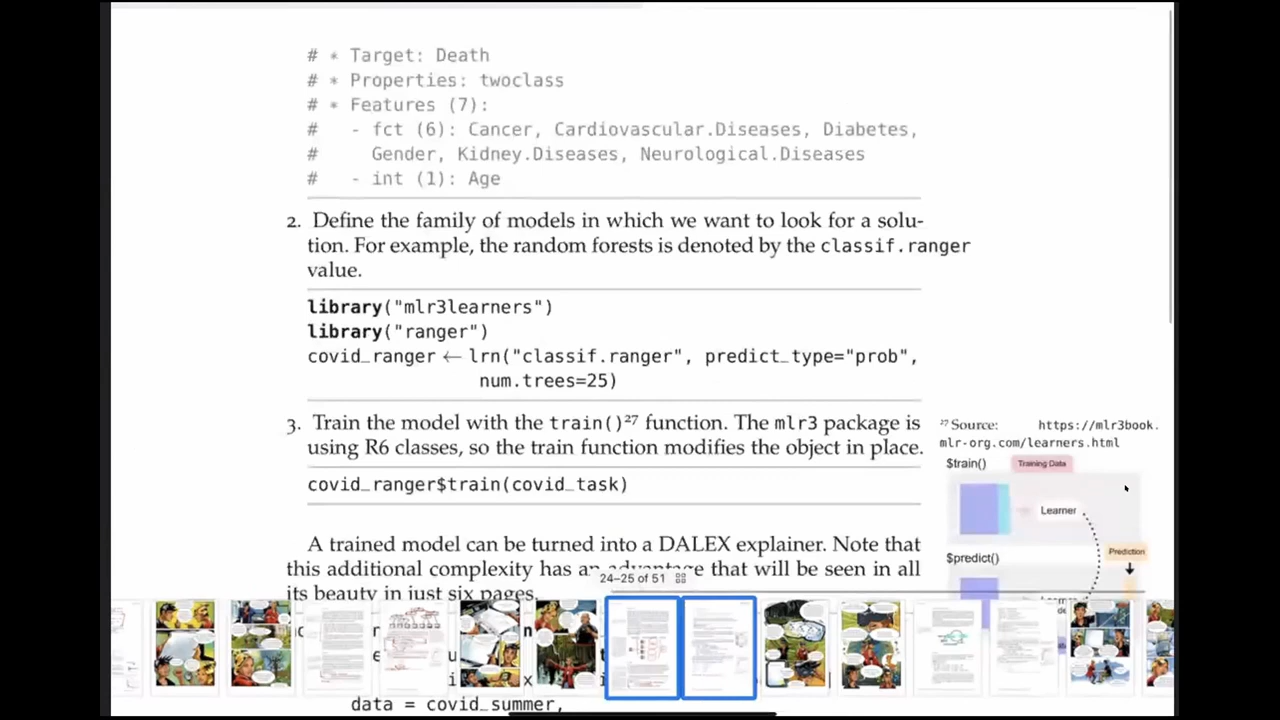 # * Target: Death
# * Properties: twoclass
# * Features (7):
#   - fct (6): Cancer, Cardiovascular.Diseases, Diabetes,
#     Gender, Kidney.Diseases, Neurological.Diseases
#   - int (1): Age
2. Define the family of models in which we want to look for a solu-
tion. For example, the random forests is denoted by the classif.ranger
value.
library("mlr3learners")
library("ranger")
covid_ranger ← lrn("classif.ranger", predict_type="prob",
num.trees=25)
3. Train the model with the train()²⁷ function. The mlr3 package is
using R6 classes, so the train function modifies the object in place.
covid_ranger$train(covid_task)
²⁷ Source: https://mlr3book.
mlr-org.com/learners.html
$train()
Training Data
Learner
$predict()
Prediction
A trained model can be turned into a DALEX explainer. Note that
this additional complexity has an advantage that will be seen in all
its beauty in just six pages.
24–25 of 51
data = covid_summer,